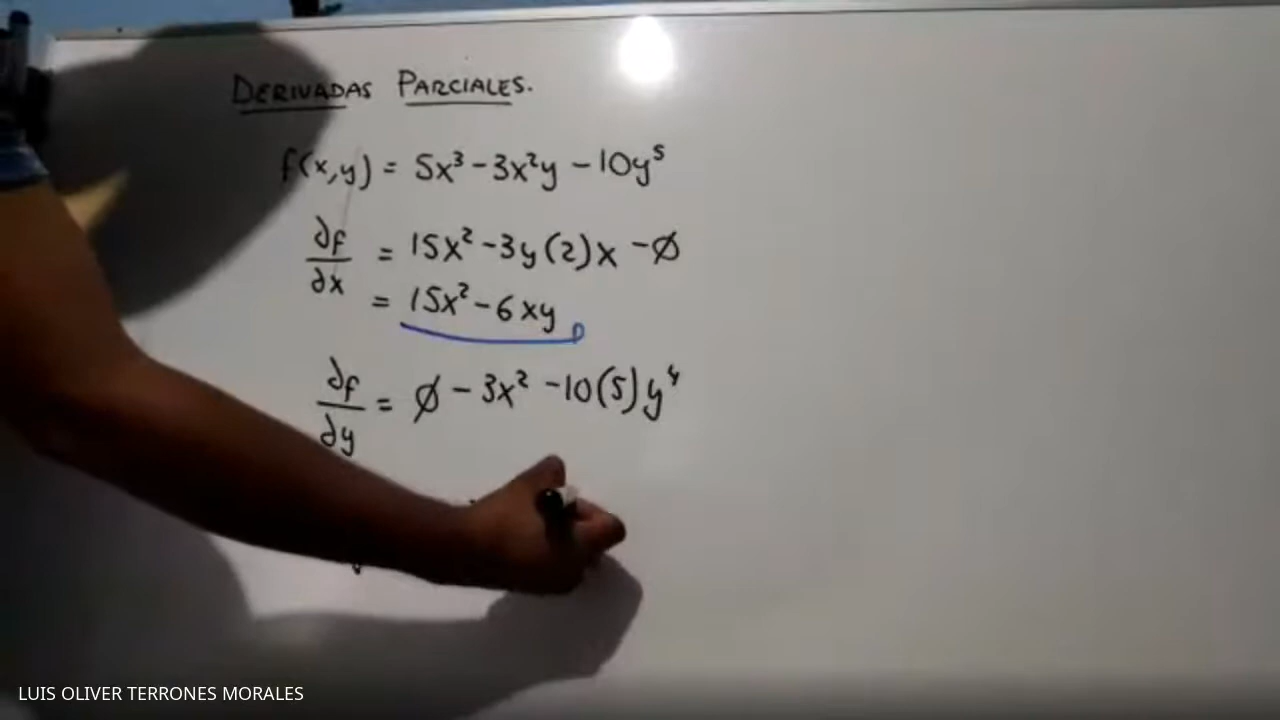 DERIVADAS PARCIALES.
f(x,y) = 5x³ - 3x²y - 10y⁵
∂f/∂x = 15x² - 3y(2)x - ∅
= 15x² - 6xy
∂f/∂y = ∅ - 3x² - 10(5)y⁴
LUIS OLIVER TERRONES MORALES